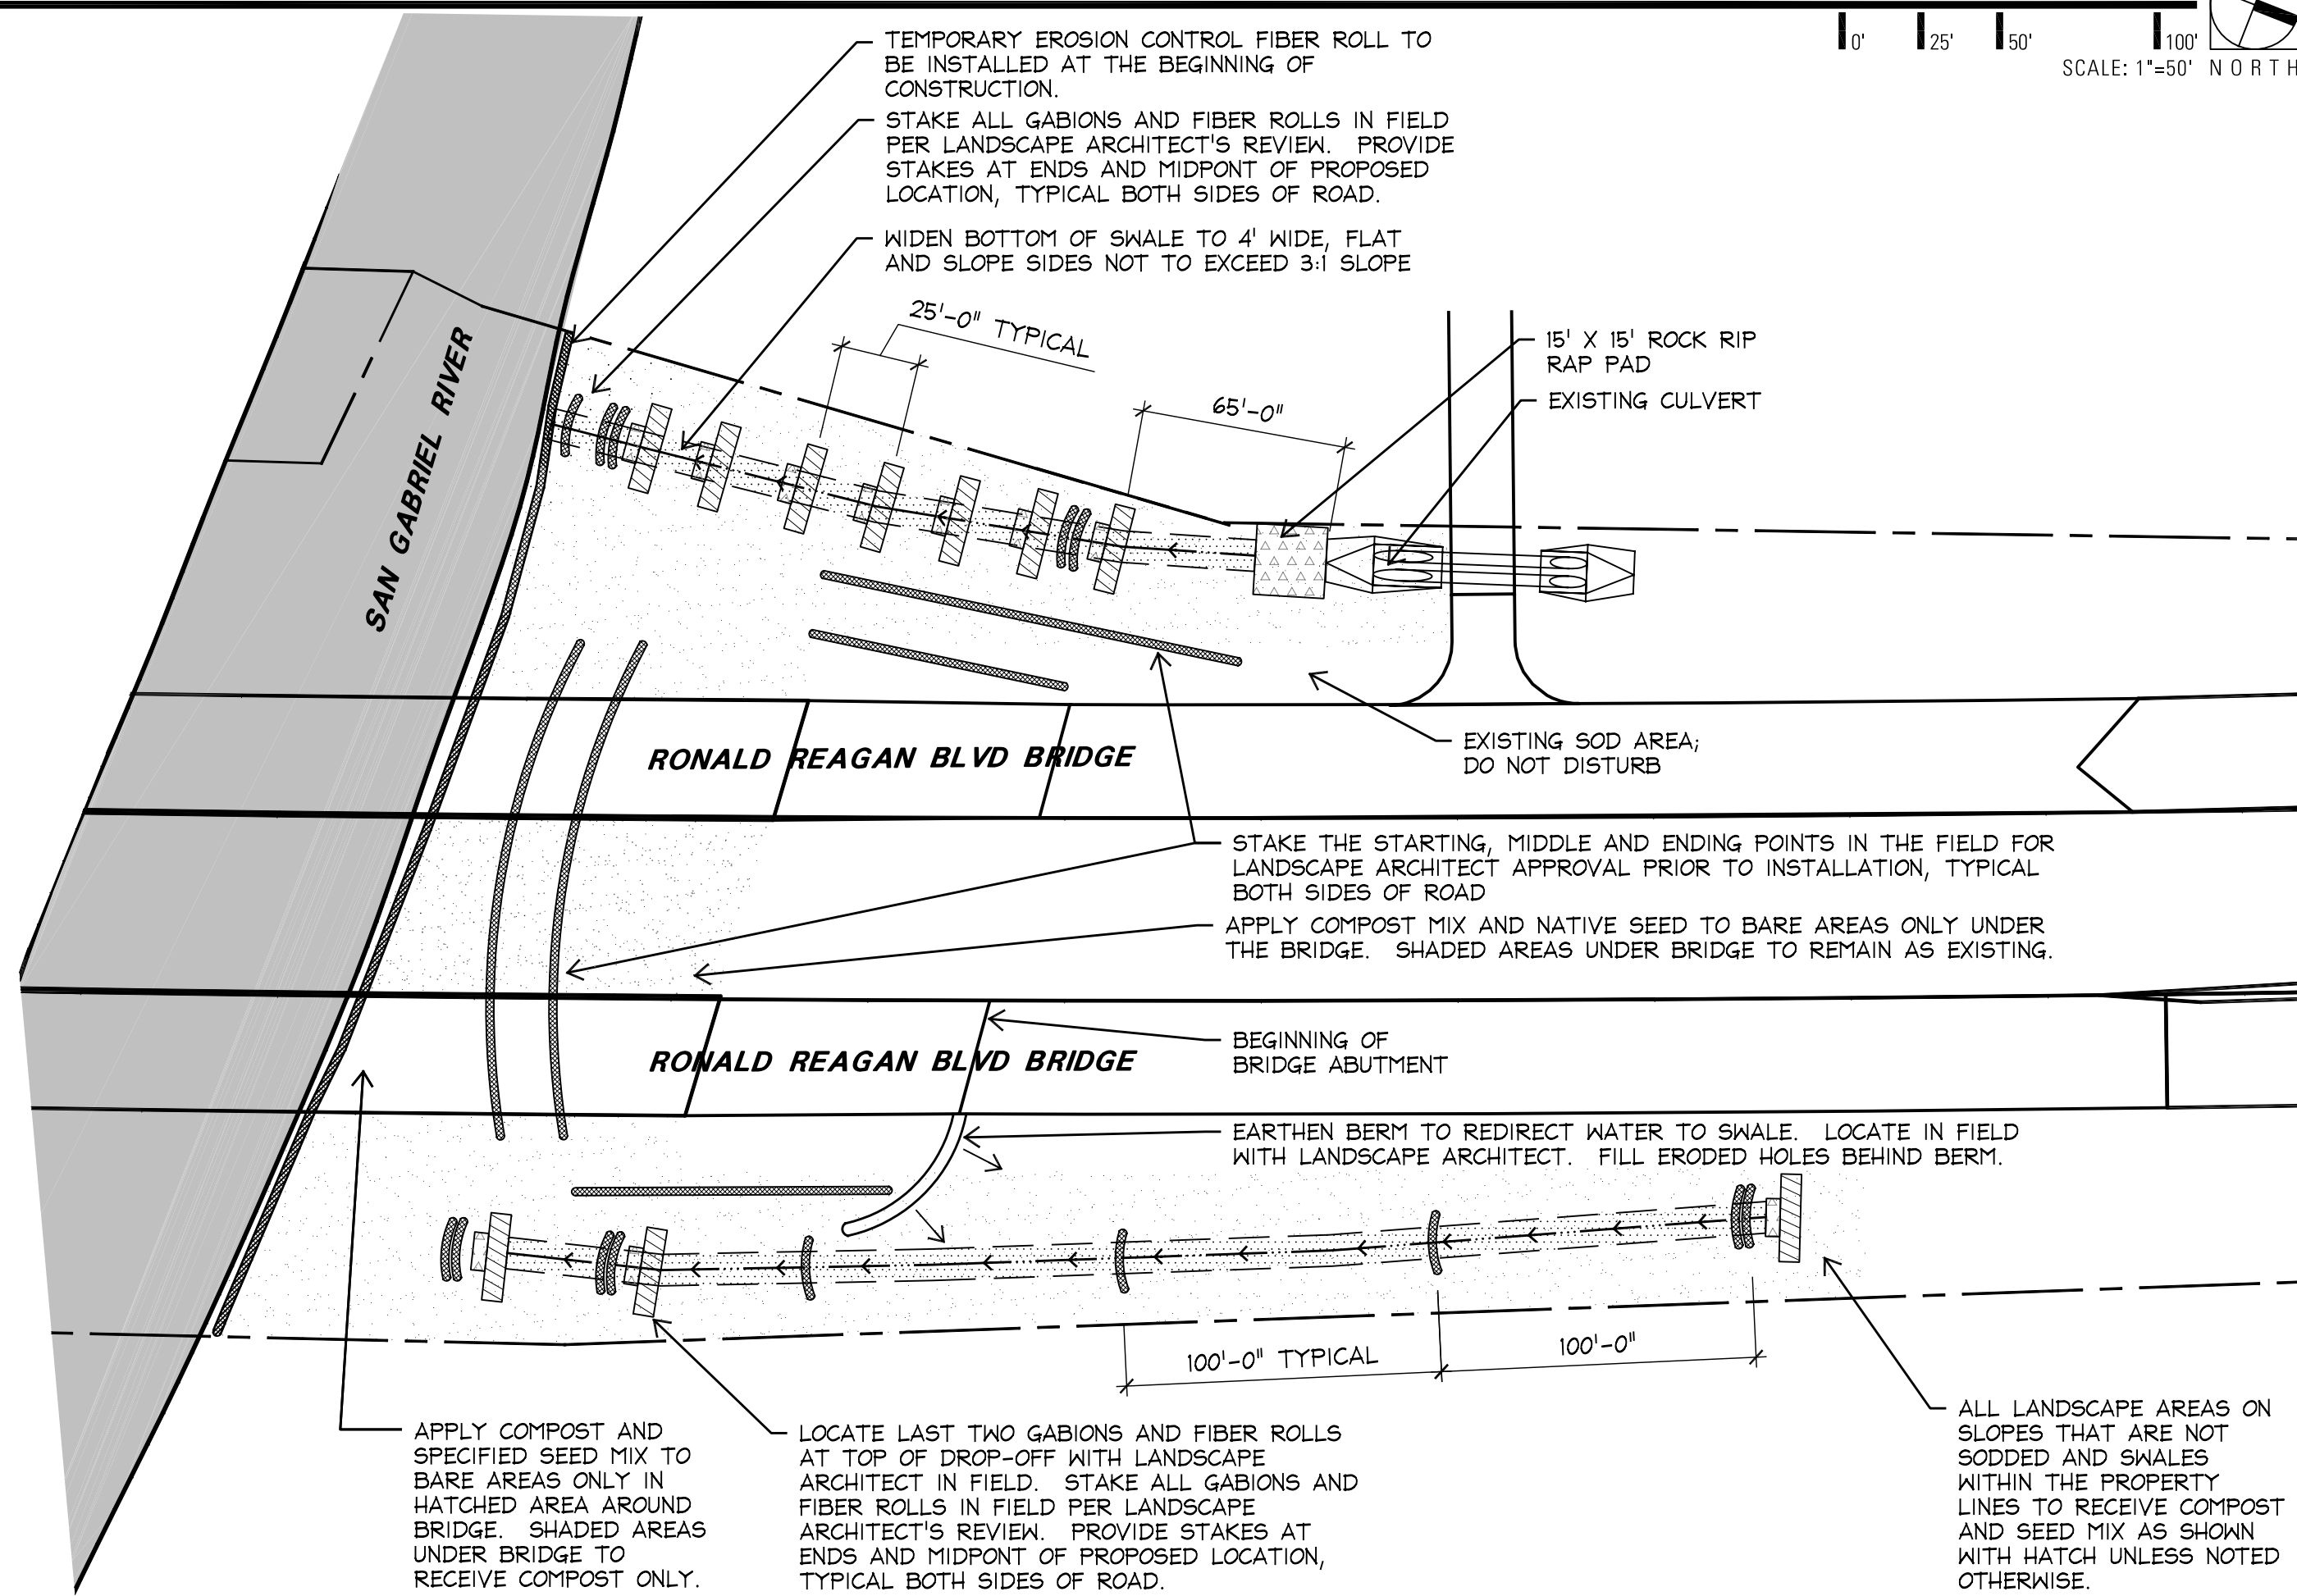 0'
25'
50'
100'
SCALE: 1"=50'
NORTH
TEMPORARY EROSION CONTROL FIBER ROLL TO
BE INSTALLED AT THE BEGINNING OF
CONSTRUCTION.
STAKE ALL GABIONS AND FIBER ROLLS IN FIELD
PER LANDSCAPE ARCHITECT'S REVIEW. PROVIDE
STAKES AT ENDS AND MIDPONT OF PROPOSED
LOCATION, TYPICAL BOTH SIDES OF ROAD.
WIDEN BOTTOM OF SWALE TO 4' WIDE, FLAT
AND SLOPE SIDES NOT TO EXCEED 3:1 SLOPE
25'-0" TYPICAL
65'-0"
15' X 15' ROCK RIP
RAP PAD
EXISTING CULVERT
SAN GABRIEL RIVER
RONALD REAGAN BLVD BRIDGE
EXISTING SOD AREA;
DO NOT DISTURB
STAKE THE STARTING, MIDDLE AND ENDING POINTS IN THE FIELD FOR
LANDSCAPE ARCHITECT APPROVAL PRIOR TO INSTALLATION, TYPICAL
BOTH SIDES OF ROAD
APPLY COMPOST MIX AND NATIVE SEED TO BARE AREAS ONLY UNDER
THE BRIDGE. SHADED AREAS UNDER BRIDGE TO REMAIN AS EXISTING.
BEGINNING OF
BRIDGE ABUTMENT
RONALD REAGAN BLVD BRIDGE
EARTHEN BERM TO REDIRECT WATER TO SWALE. LOCATE IN FIELD
WITH LANDSCAPE ARCHITECT. FILL ERODED HOLES BEHIND BERM.
100'-0" TYPICAL
100'-0"
APPLY COMPOST AND
SPECIFIED SEED MIX TO
BARE AREAS ONLY IN
HATCHED AREA AROUND
BRIDGE. SHADED AREAS
UNDER BRIDGE TO
RECEIVE COMPOST ONLY.
LOCATE LAST TWO GABIONS AND FIBER ROLLS
AT TOP OF DROP-OFF WITH LANDSCAPE
ARCHITECT IN FIELD. STAKE ALL GABIONS AND
FIBER ROLLS IN FIELD PER LANDSCAPE
ARCHITECT'S REVIEW. PROVIDE STAKES AT
ENDS AND MIDPONT OF PROPOSED LOCATION,
TYPICAL BOTH SIDES OF ROAD.
ALL LANDSCAPE AREAS ON
SLOPES THAT ARE NOT
SODDED AND SWALES
WITHIN THE PROPERTY
LINES TO RECEIVE COMPOST
AND SEED MIX AS SHOWN
WITH HATCH UNLESS NOTED
OTHERWISE.